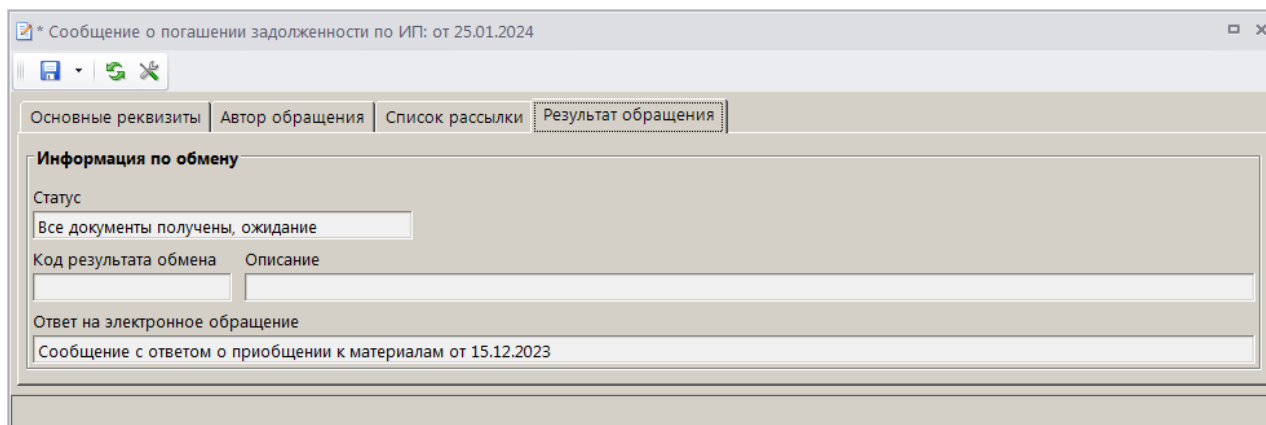 * Сообщение о погашении задолженности по ИП: от 25.01.2024
Основные реквизиты Автор обращения Список рассылки Результат обращения
Информация по обмену
Статус
Все документы получены, ожидание
Код результата обмена Описание
Ответ на электронное обращение
Сообщение с ответом о приобщении к материалам от 15.12.2023